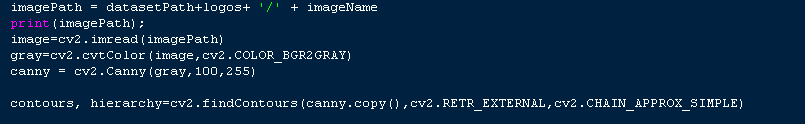 imagePath = datasetPath+logos+ '/' + imageName
print(imagePath);
image=cv2.imread(imagePath)
gray=cv2.cvtColor(image,cv2.COLOR_BGR2GRAY)
canny = cv2.Canny(gray,100,255)
contours, hierarchy=cv2.findContours(canny.copy(),cv2.RETR_EXTERNAL,cv2.CHAIN_APPROX_SIMPLE)